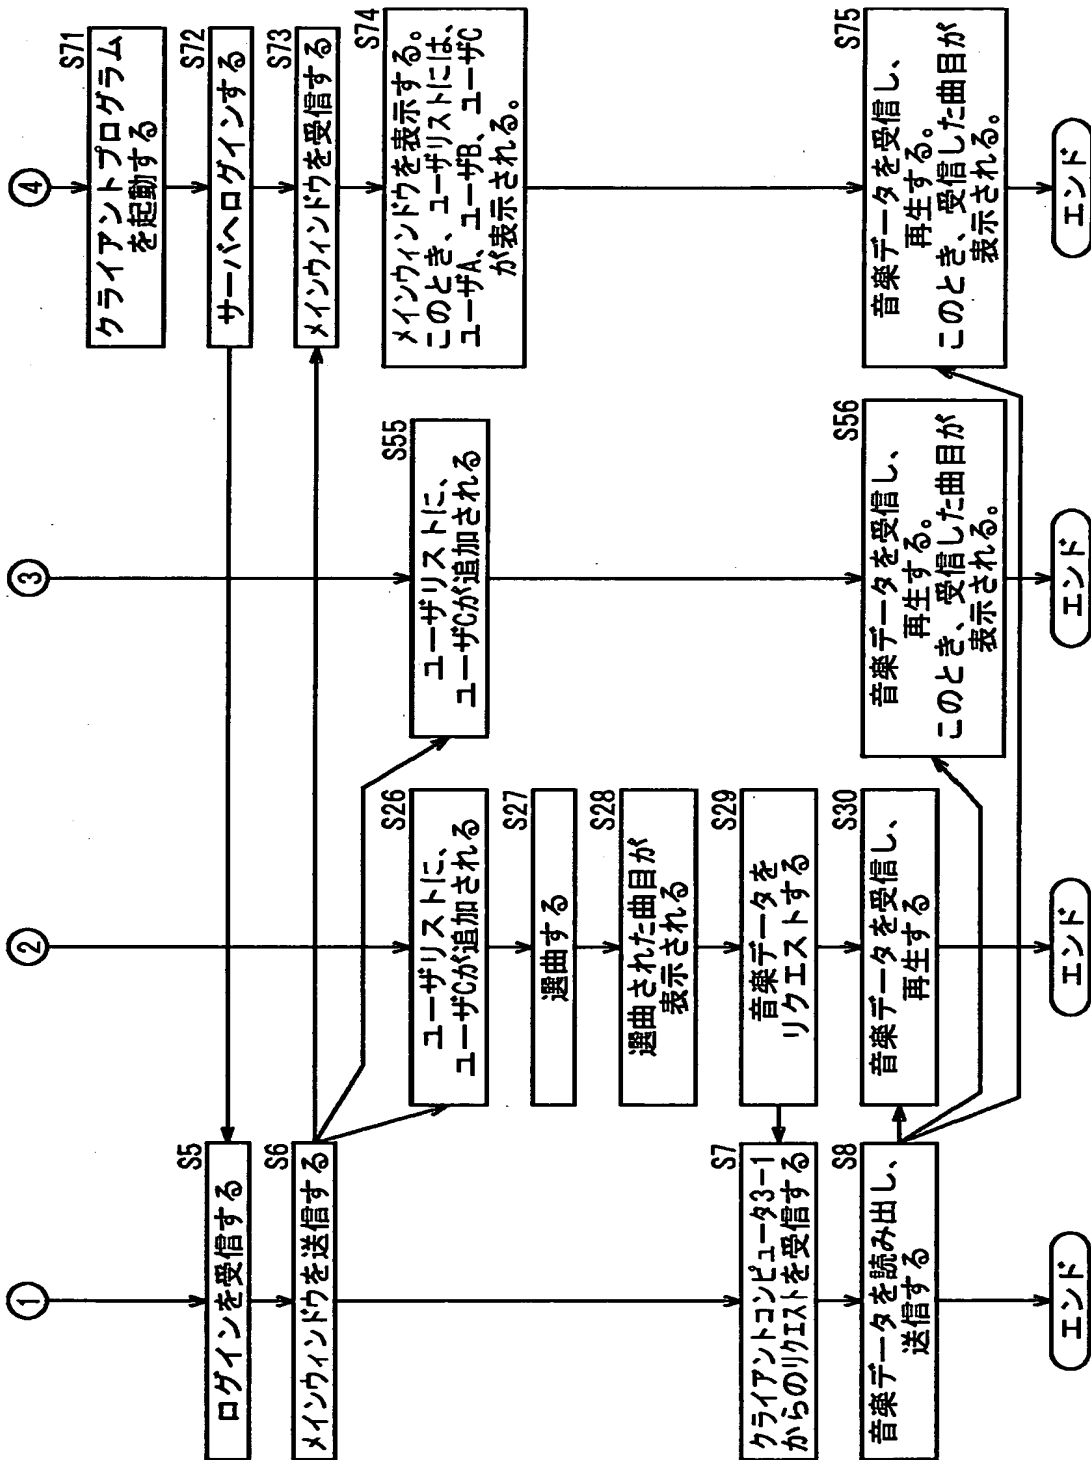 ①
S5
ログインを受信する
S6
メインウィンドウを送信する
S7
クライアントコンピュータ3-1
からのリクエストを受信する
S8
音楽データを読み出し、
送信する
エンド
②
S26
ユーザリストに、
ユーザCが追加される
S27
選曲する
S28
選曲された曲目が
表示される
S29
音楽データを
リクエストする
S30
音楽データを受信し、
再生する
エンド
③
S55
ユーザリストに、
ユーザCが追加される
S56
音楽データを受信し、
再生する。
このとき、受信した曲目が
表示される。
エンド
④
S71
クライアントプログラム
を起動する
S72
サーバへログインする
S73
メインウィンドウを受信する
S74
メインウィンドウを表示する。
このとき、ユーザリストには、
ユーザA、ユーザB、ユーザC
が表示される。
S75
音楽データを受信し、
再生する。
このとき、受信した曲目が
表示される。
エンド